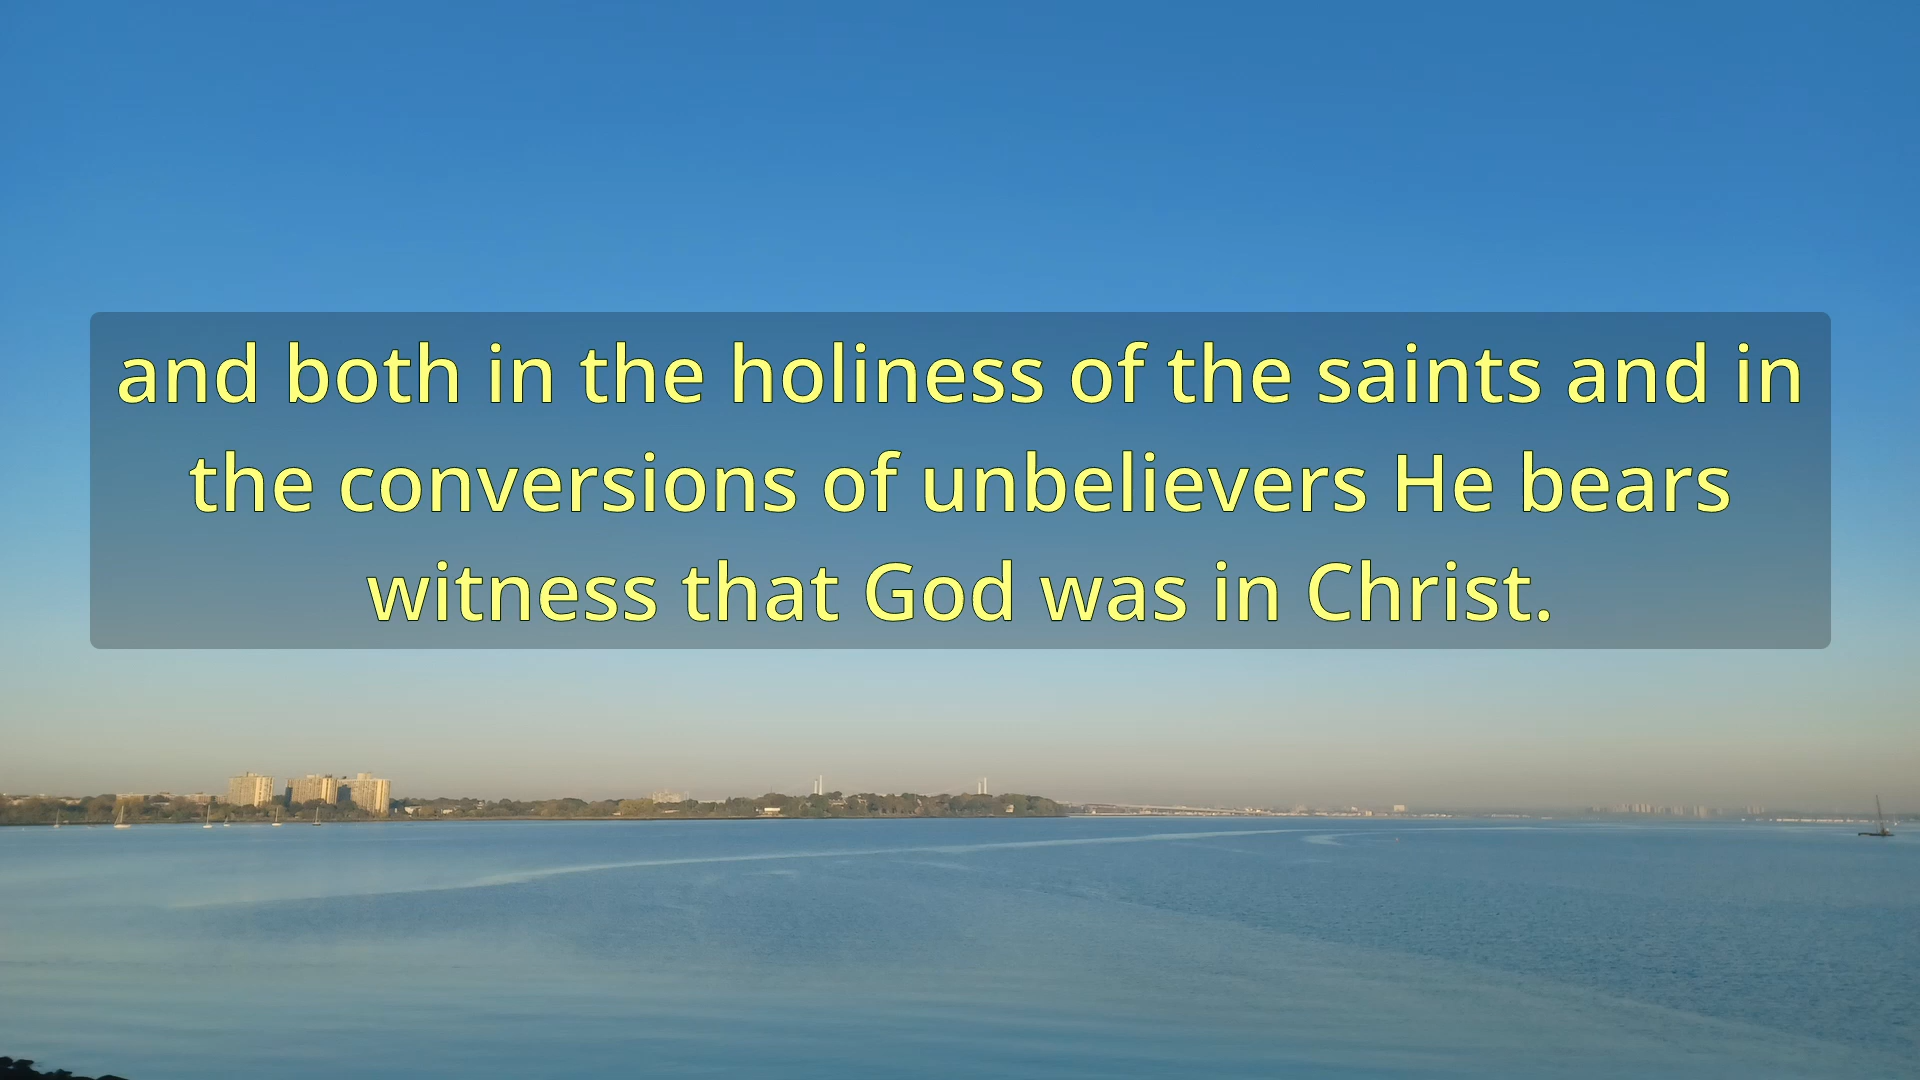 and both in the holiness of the saints and in
the conversions of unbelievers He bears
witness that God was in Christ.